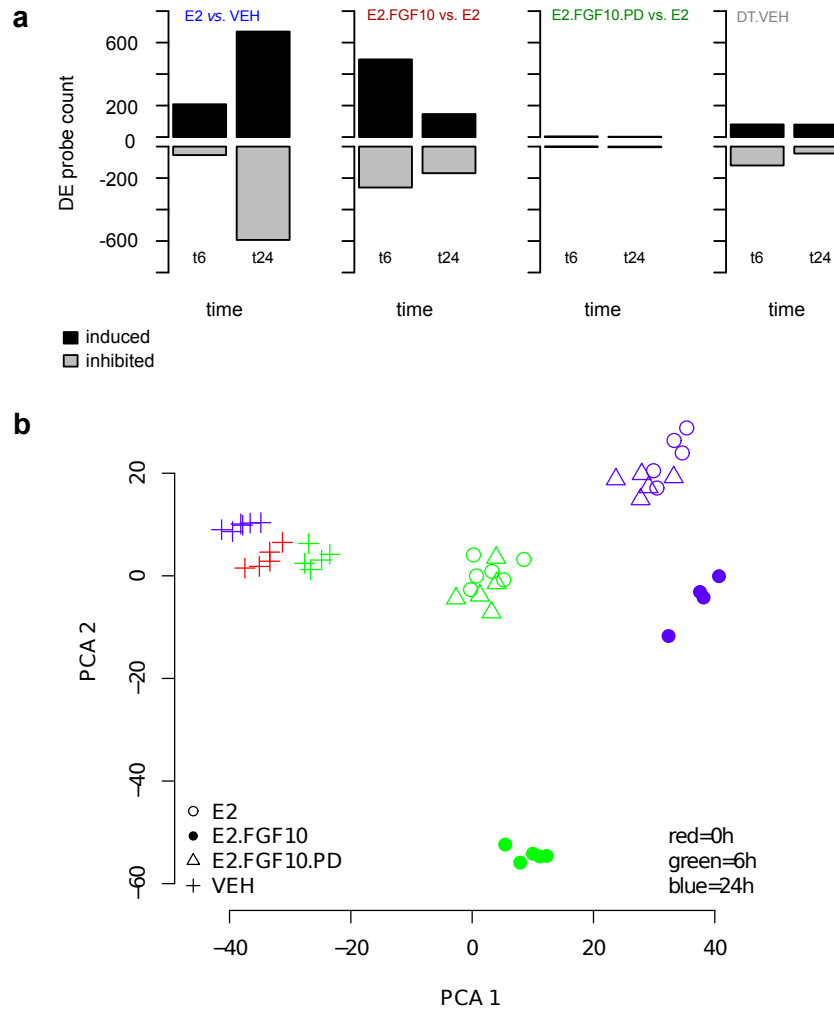 a
E2 vs. VEH
E2.FGF10 vs. E2
E2.FGF10.PD vs. E2
DT.VEH
DE probe count
600
200
0
-200
-600
t6
t24
t6
t24
t6
t24
t6
t24
time
time
time
time
induced
inhibited
b
PCA 2
20
0
−20
−40
−60
E2
E2.FGF10
E2.FGF10.PD
VEH
red=0h
green=6h
blue=24h
−40
−20
0
20
40
PCA 1